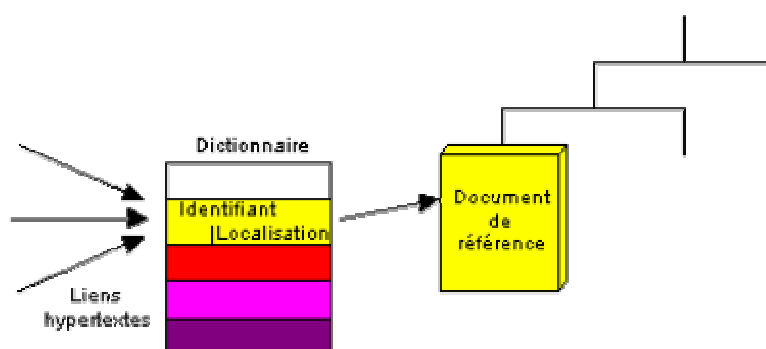 Dictionnaire
Identifiant
|Localisation
Liens
hypertextes
Document
de
référence